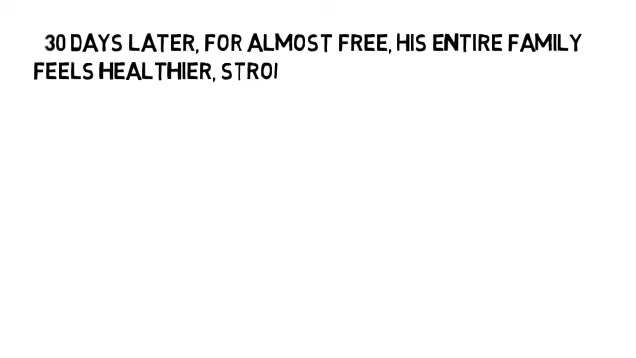 30 DAYS LATER, FOR ALMOST FREE, HIS ENTIRE FAMILY
FEELS HEALTHIER,